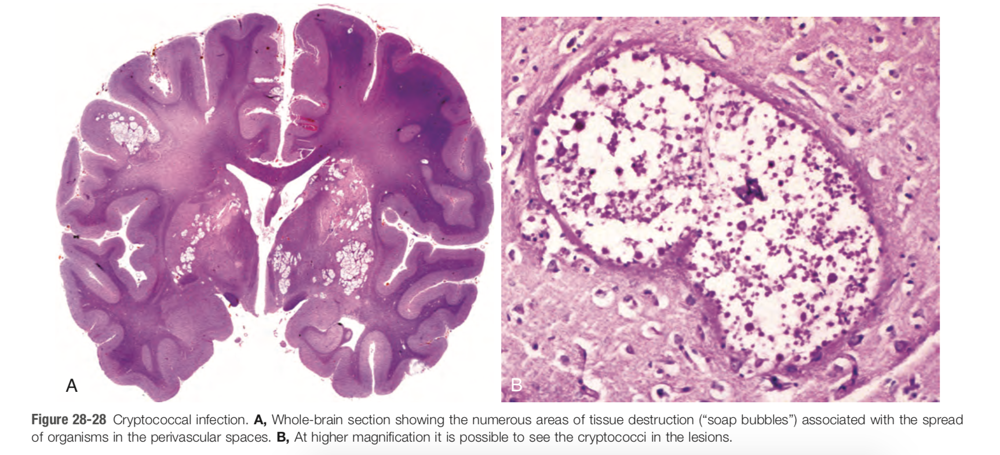 A
B
Figure 28-28 Cryptococcal infection. A, Whole-brain section showing the numerous areas of tissue destruction (“soap bubbles”) associated with the spread
of organisms in the perivascular spaces. B, At higher magnification it is possible to see the cryptococci in the lesions.